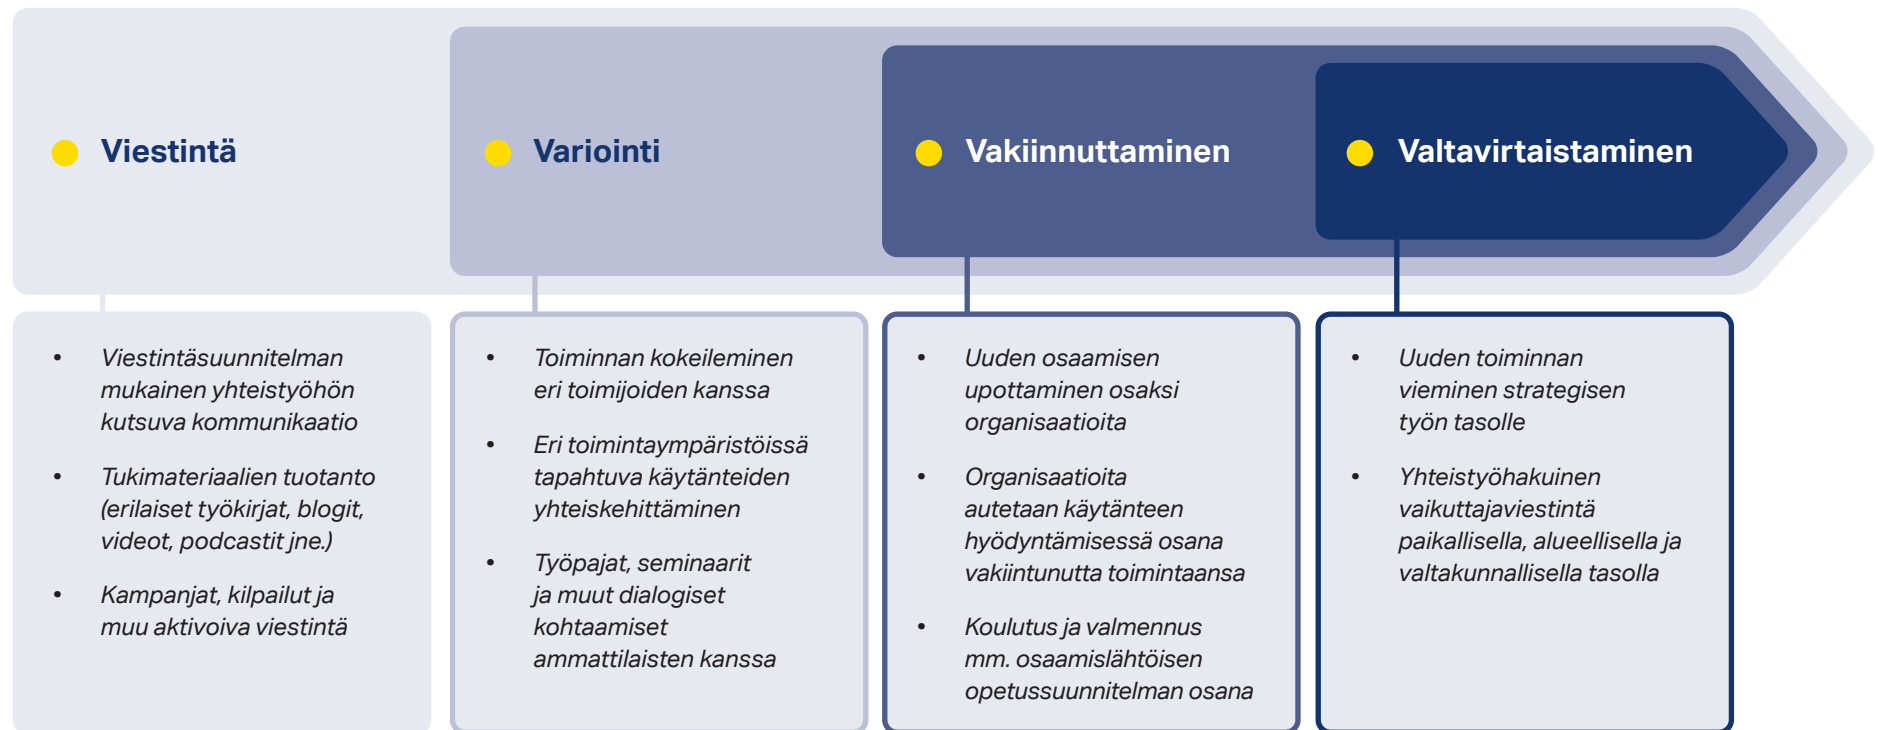 Viestintä
Variointi
Vakiinnuttaminen
Valtavirtaistaminen
• Viestintäsuunnitelman
mukainen yhteistyöhön
kutsuva kommunikaatio
• Tukimateriaalien tuotanto
(erilaiset työkirjat, blogit,
videot, podcastit jne.)
• Kampanjat, kilpailut ja
muu aktivoiva viestintä
• Toiminnan kokeileminen
eri toimijoiden kanssa
• Eri toimintaympäristöissä
tapahtuva käytänteiden
yhteiskehittäminen
• Työpajat, seminaarit
ja muut dialogiset
kohtaamiset
ammattilaisten kanssa
• Uuden osaamisen
upottaminen osaksi
organisaatioita
• Organisaatioita
autetaan käytänteen
hyödyntämisessä osana
vakiintunutta toimintaansa
• Koulutus ja valmennus
mm. osaamislähtöisen
opetussuunnitelman osana
• Uuden toiminnan
vieminen strategisen
työn tasolle
• Yhteistyöhakuinen
vaikuttajaviestintä
paikallisella, alueellisella ja
valtakunnallisella tasolla